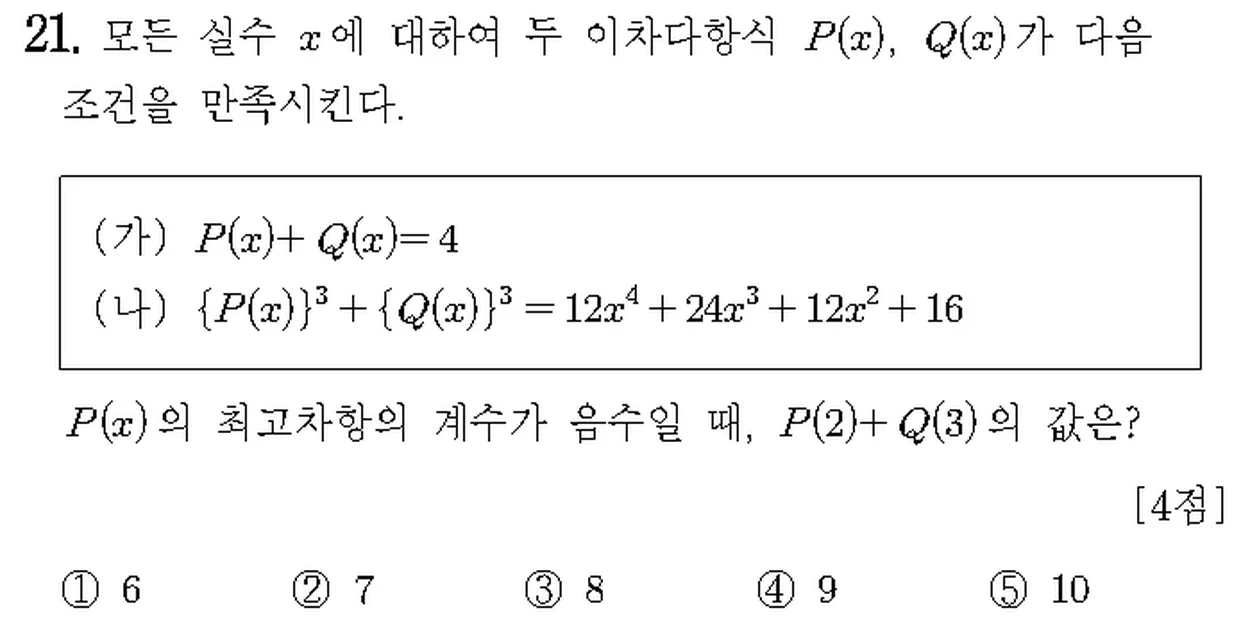 21. 모든 실수 x에 대하여 두 이차다항식 P(x), Q(x)가 다음
조건을 만족시킨다.
(가) P(x)+ Q(x)= 4
(나) {P(x)}³ + {Q(x)}³ = 12x⁴ + 24x³ + 12x² + 16
P(x)의 최고차항의 계수가 음수일 때, P(2)+ Q(3)의 값은?
[4점]
① 6 ② 7 ③ 8 ④ 9 ⑤ 10